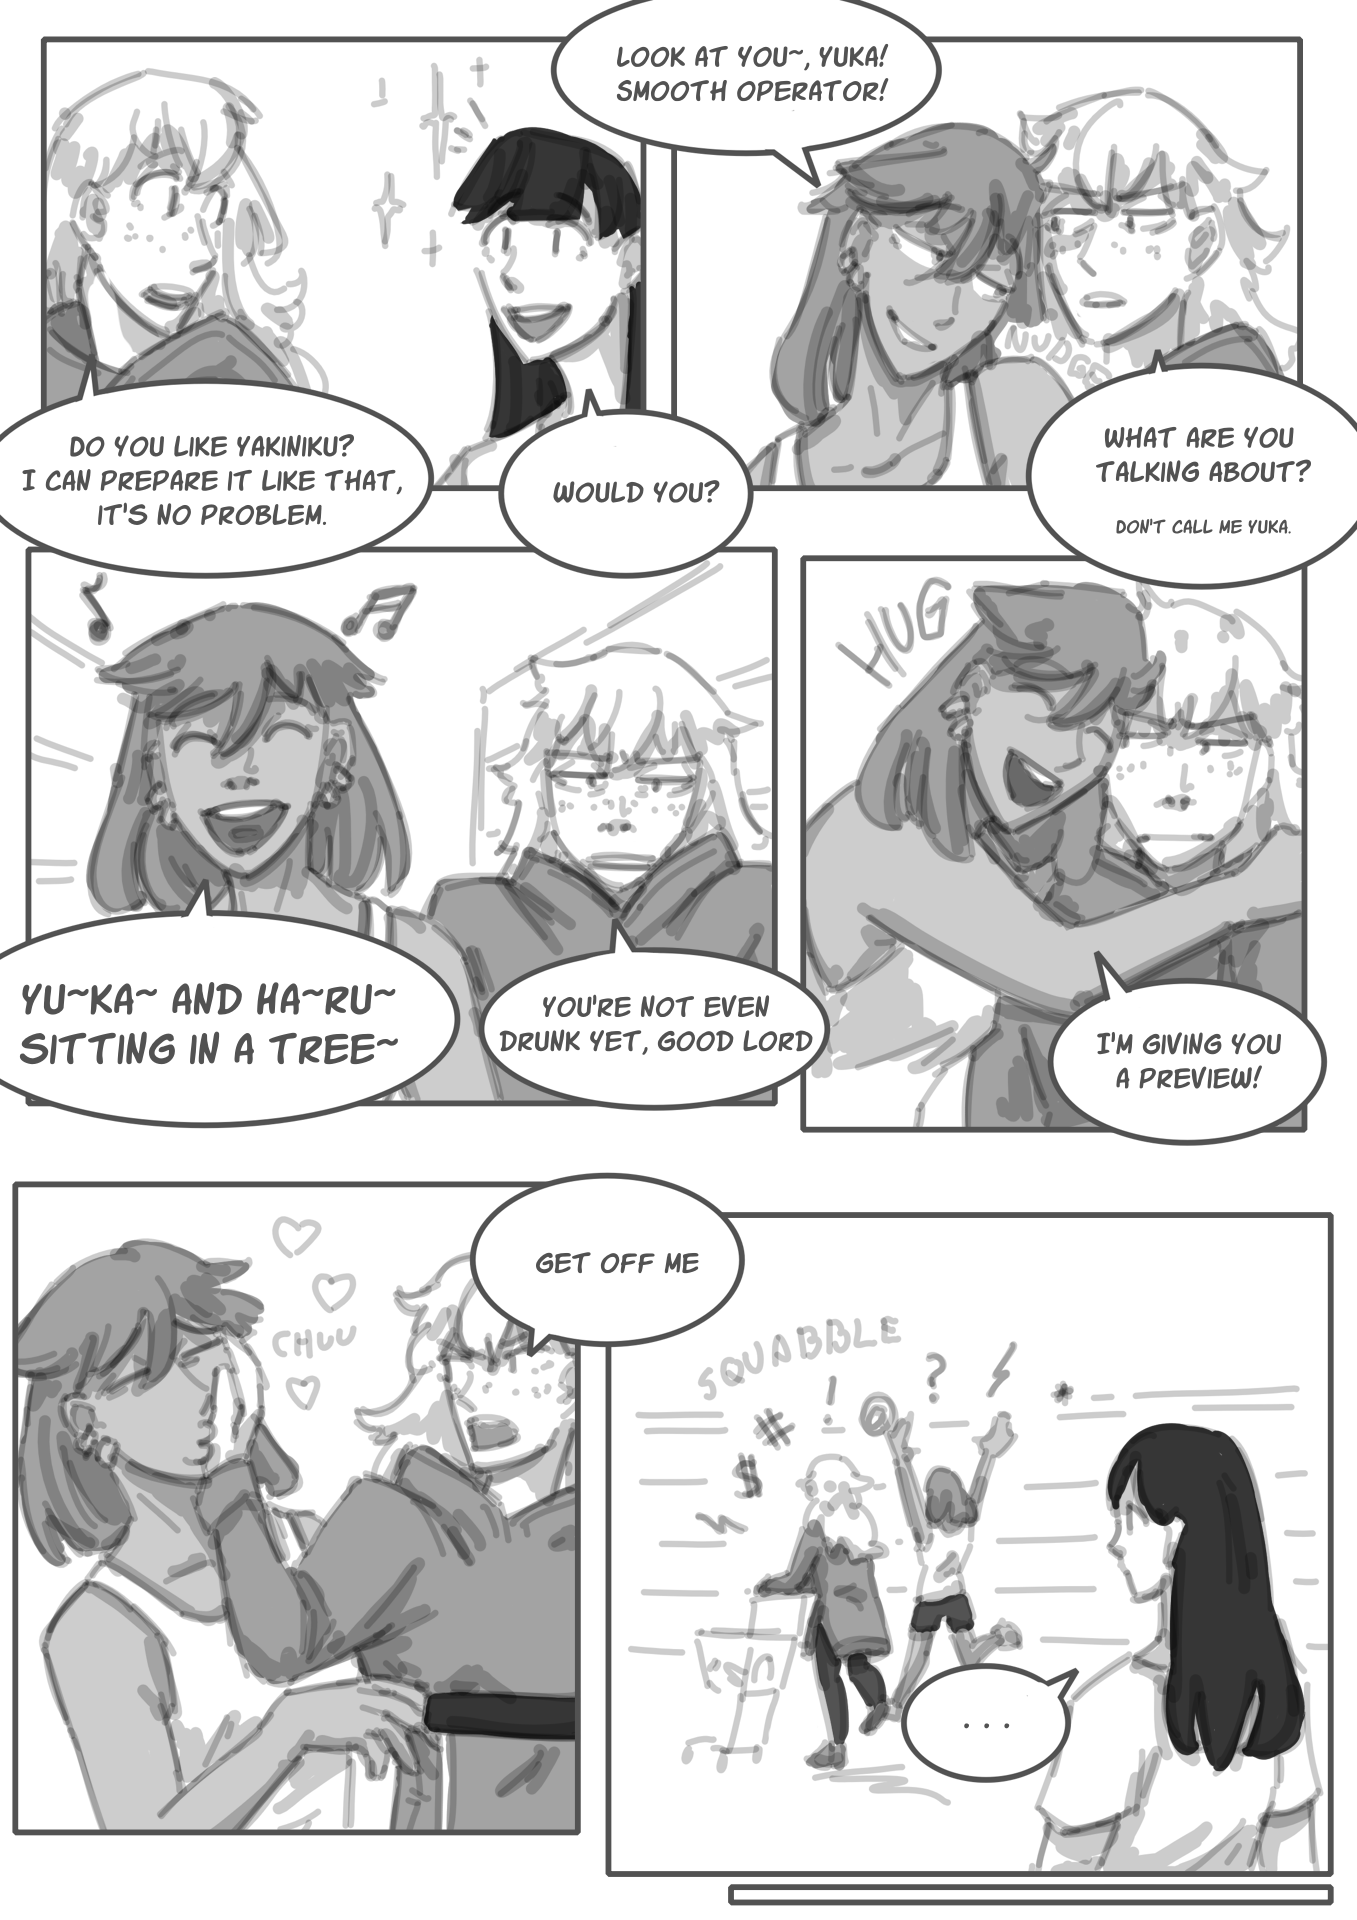 DO YOU LIKE YAKINIKU?
I CAN PREPARE IT LIKE THAT,
IT'S NO PROBLEM.
WOULD YOU?
LOOK AT YOU~, YUKA!
SMOOTH OPERATOR!
NUDGE
WHAT ARE YOU
TALKING ABOUT?
DON'T CALL ME YUKA.
YU~KA~ AND HA~RU~
SITTING IN A TREE~
YOU'RE NOT EVEN
DRUNK YET, GOOD LORD
HUG
I'M GIVING YOU
A PREVIEW!
CHUU
GET OFF ME
SQUABBLE
! ?
$ # *
...